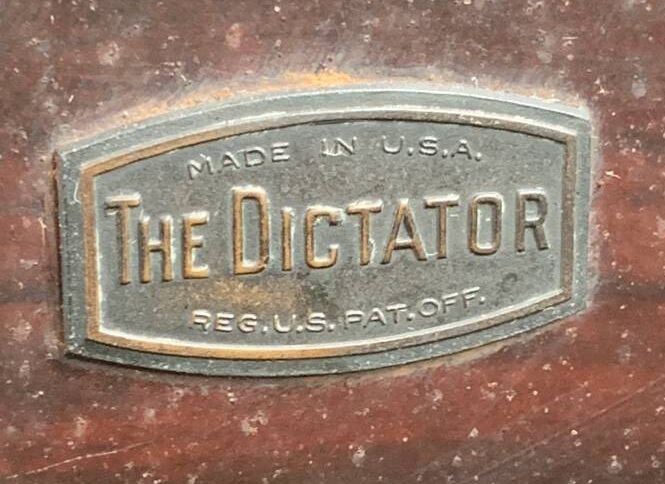 MADE IN U.S.A.
THE DICTATOR
REG. U.S. PAT. OFF.